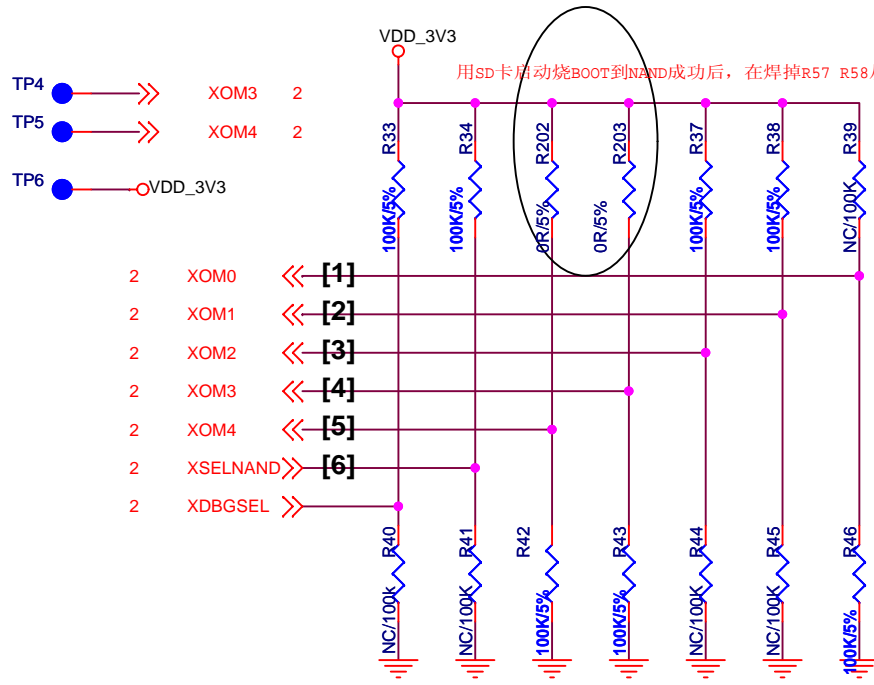 VDD_3V3
用SD卡启动烧BOOT到NAND成功后，在焊掉R57 R58
TP4 XOM3 2
TP5 XOM4 2
TP6 VDD_3V3
R33 R34 R202 R203 R37 R38 R39
100K/5% 100K/5% 0R/5% 0R/5% 100K/5% 100K/5% NC/100K
2 XOM0 [1]
2 XOM1 [2]
2 XOM2 [3]
2 XOM3 [4]
2 XOM4 [5]
2 XSELNAND [6]
2 XDBGSEL
R40 R41 R42 R43 R44 R45 R46
NC/100k NC/100K 100K/5% 100K/5% NC/100K NC/100K 100K/5%